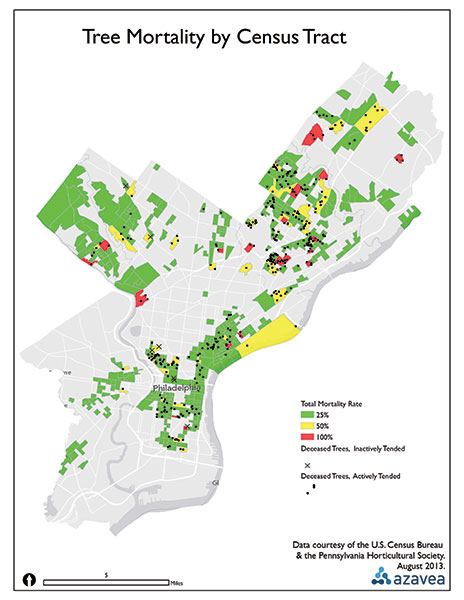 Tree Mortality by Census Tract
Philadelphia
Gl
Total Mortality Rate
25%
50%
100%
Deceased Trees, Inactively Tended
Deceased Trees, Actively Tended
Data courtesy of the U.S. Census Bureau
& the Pennsylvania Horticultural Society.
August 2013.
azavea
5
Miles